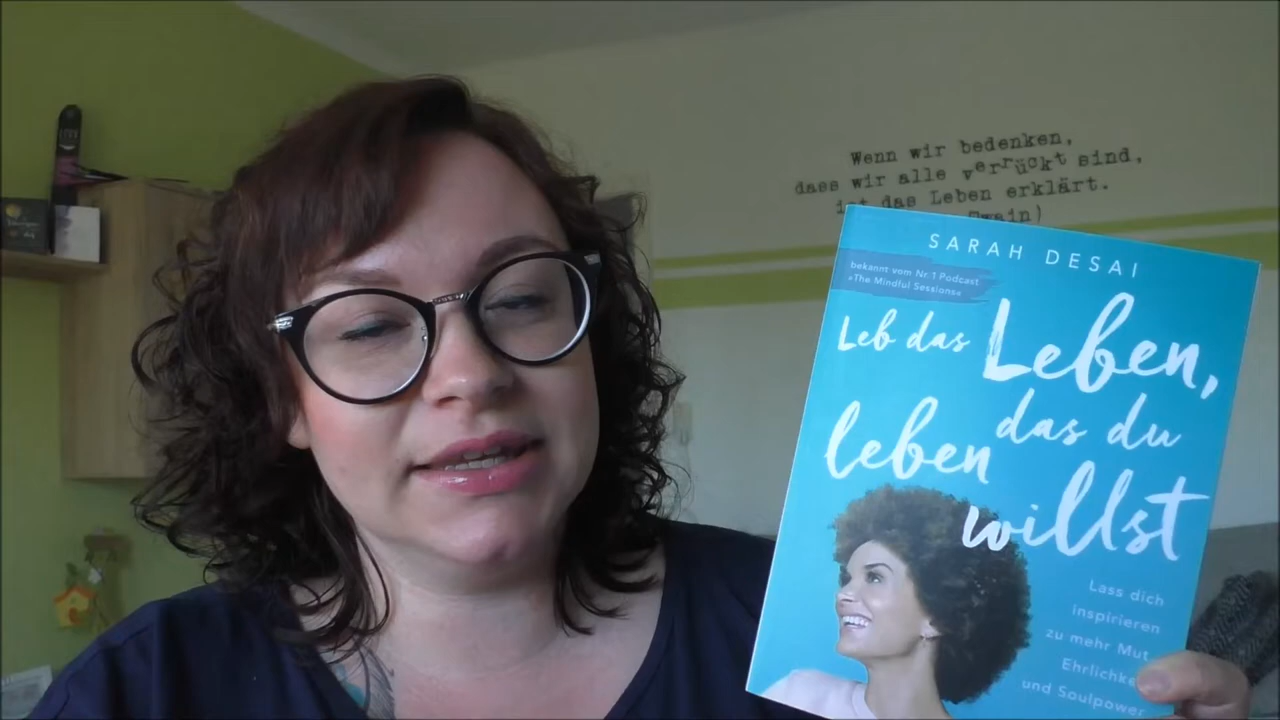 Wenn wir bedenken,
dass wir alle verrückt sind,
ist das Leben erklärt.
SARAH DESAI
bekannt vom Nr. 1 Podcast
»The Mindful Sessions«
Leb das Leben,
das du
leben
willst
Lass dich
inspirieren
zu mehr Mut,
und Soulpower